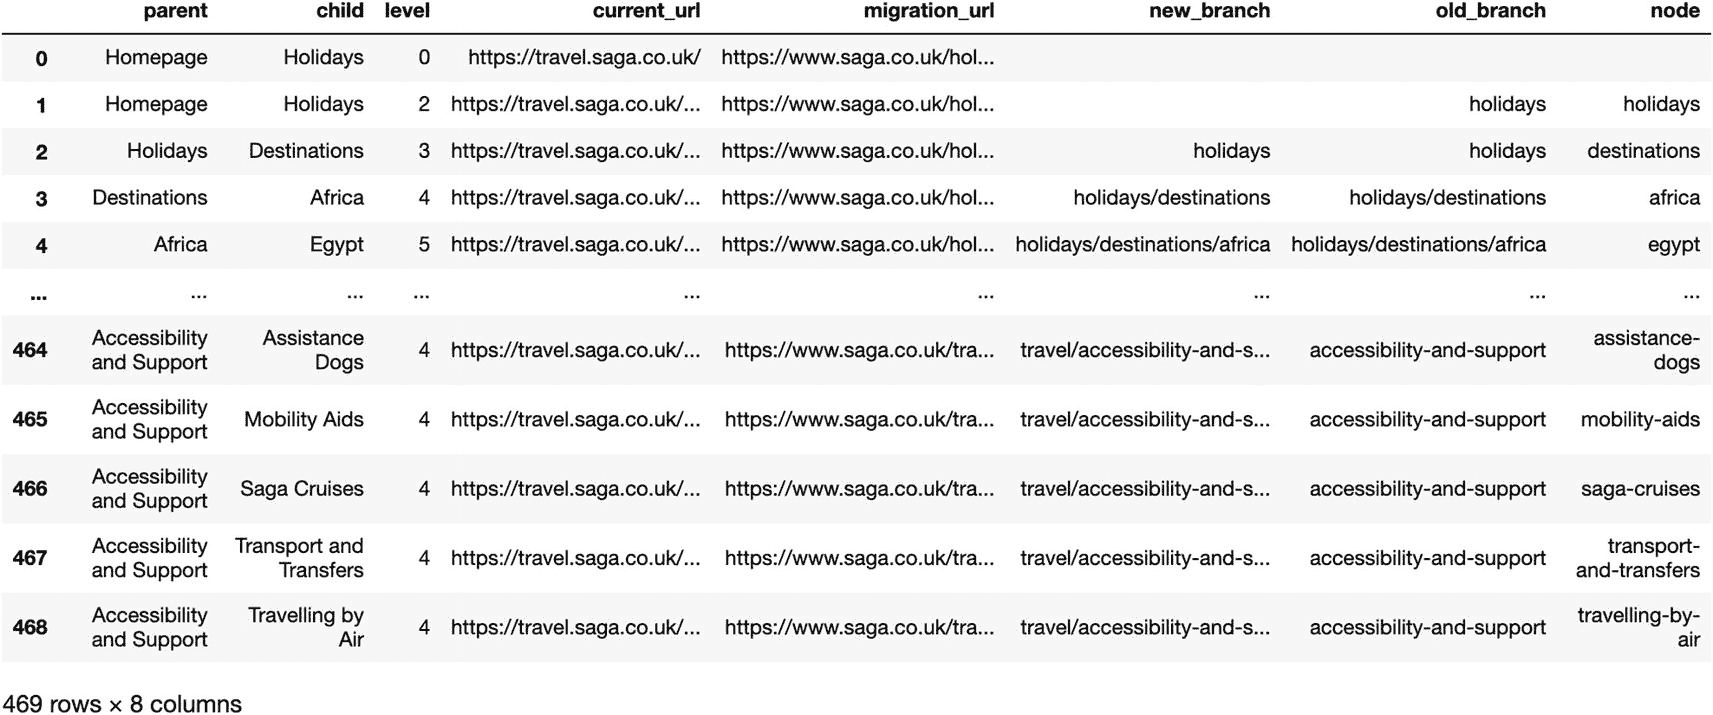 parent child level current_url migration_url new_branch old_branch node
0 Homepage Holidays 0 https://travel.saga.co.uk/ https://www.saga.co.uk/hol...
1 Homepage Holidays 2 https://travel.saga.co.uk/... https://www.saga.co.uk/hol... holidays holidays
2 Holidays Destinations 3 https://travel.saga.co.uk/... https://www.saga.co.uk/hol... holidays holidays destinations
3 Destinations Africa 4 https://travel.saga.co.uk/... https://www.saga.co.uk/hol... holidays/destinations holidays/destinations africa
4 Africa Egypt 5 https://travel.saga.co.uk/... https://www.saga.co.uk/hol... holidays/destinations/africa holidays/destinations/africa egypt
... ... ... ... ... ... ... ... ...
Accessibility Assistance assistance-
464 4 https://travel.saga.co.uk/... https://www.saga.co.uk/tra... travel/accessibility-and-s... accessibility-and-support
and Support Dogs dogs
Accessibility
465 Mobility Aids 4 https://travel.saga.co.uk/... https://www.saga.co.uk/tra... travel/accessibility-and-s... accessibility-and-support mobility-aids
and Support
Accessibility
466 Saga Cruises 4 https://travel.saga.co.uk/... https://www.saga.co.uk/tra... travel/accessibility-and-s... accessibility-and-support saga-cruises
and Support
Accessibility Transport and transport-
467 4 https://travel.saga.co.uk/... https://www.saga.co.uk/tra... travel/accessibility-and-s... accessibility-and-support
and Support Transfers and-transfers
Accessibility Travelling by travelling-by-
468 4 https://travel.saga.co.uk/... https://www.saga.co.uk/tra... travel/accessibility-and-s... accessibility-and-support
and Support Air air
469 rows × 8 columns